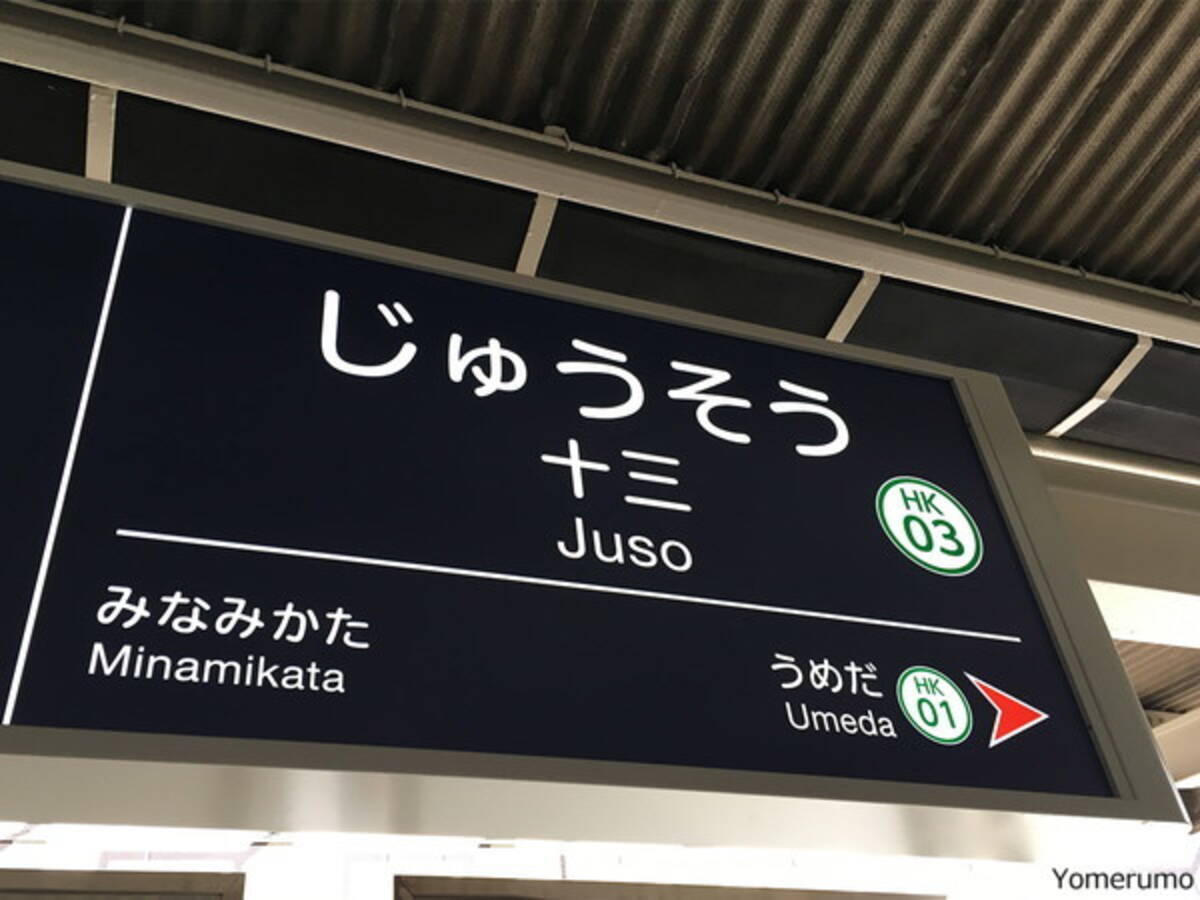 じゅうそう
十三
Juso
HK
03
みなみかた
Minamikata
うめだ
Umeda
HK
01
Yomerumo